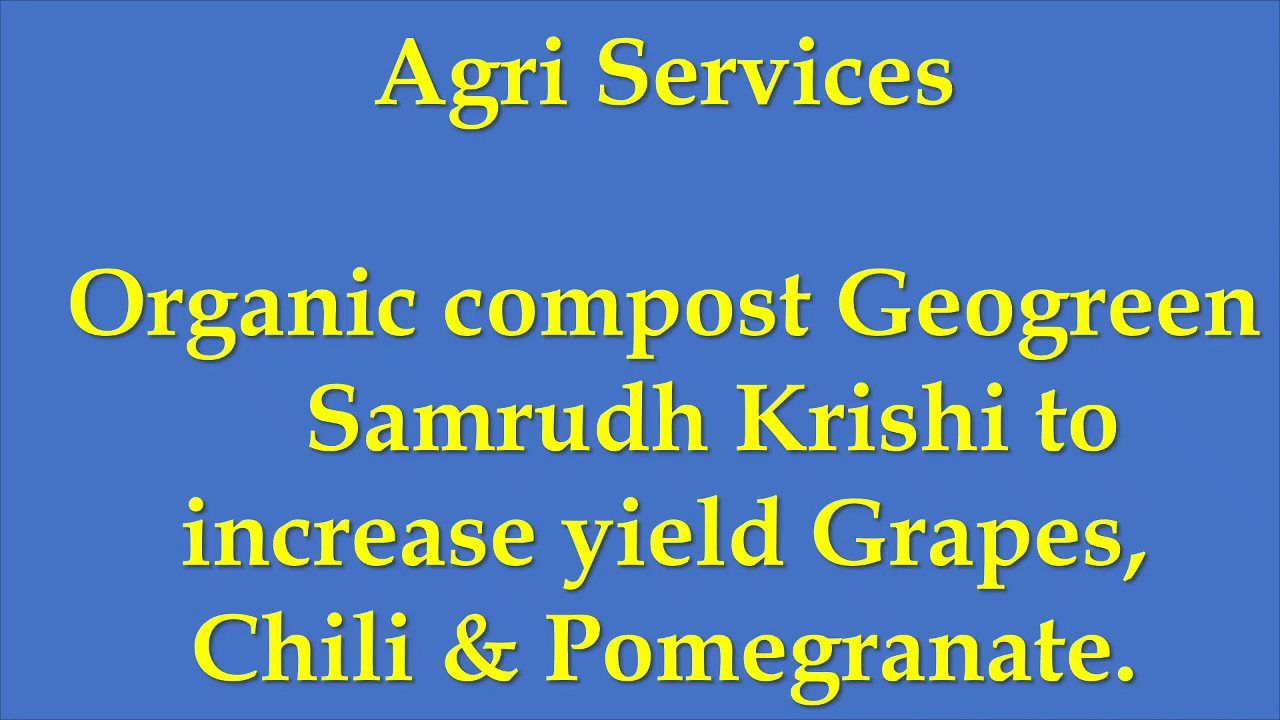 Agri Services
Organic compost Geogreen
Samrudh Krishi to
increase yield Grapes,
Chili & Pomegranate.